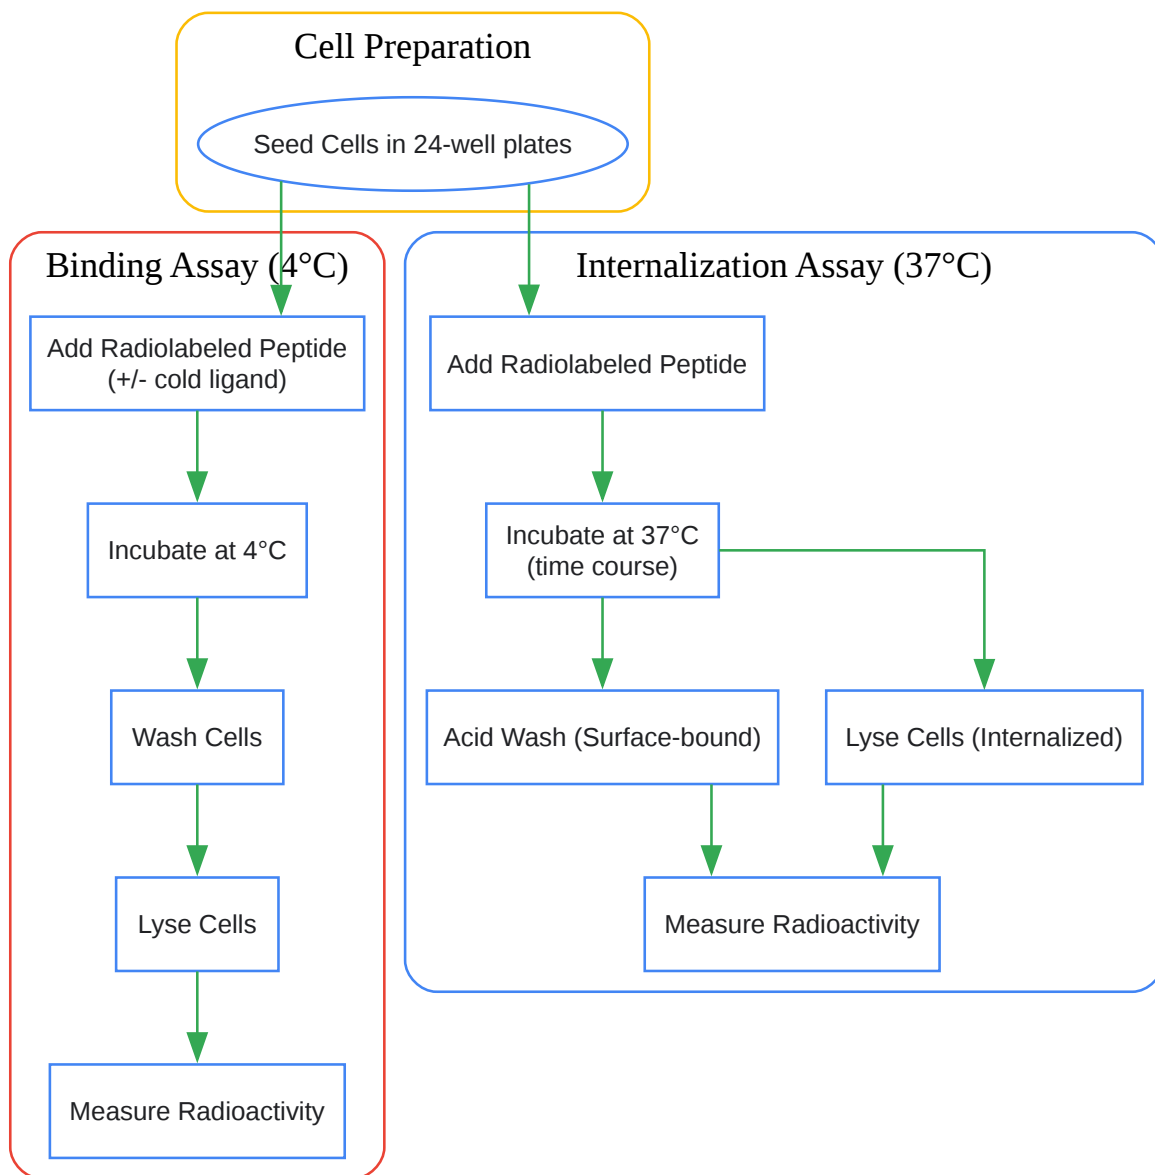 Cell Preparation
Seed Cells in 24-well plates
Binding Assay (4°C)
Add Radiolabeled Peptide
(+/- cold ligand)
Incubate at 4°C
Wash Cells
Lyse Cells
Measure Radioactivity
Internalization Assay (37°C)
Add Radiolabeled Peptide
Incubate at 37°C
(time course)
Acid Wash (Surface-bound)
Lyse Cells (Internalized)
Measure Radioactivity